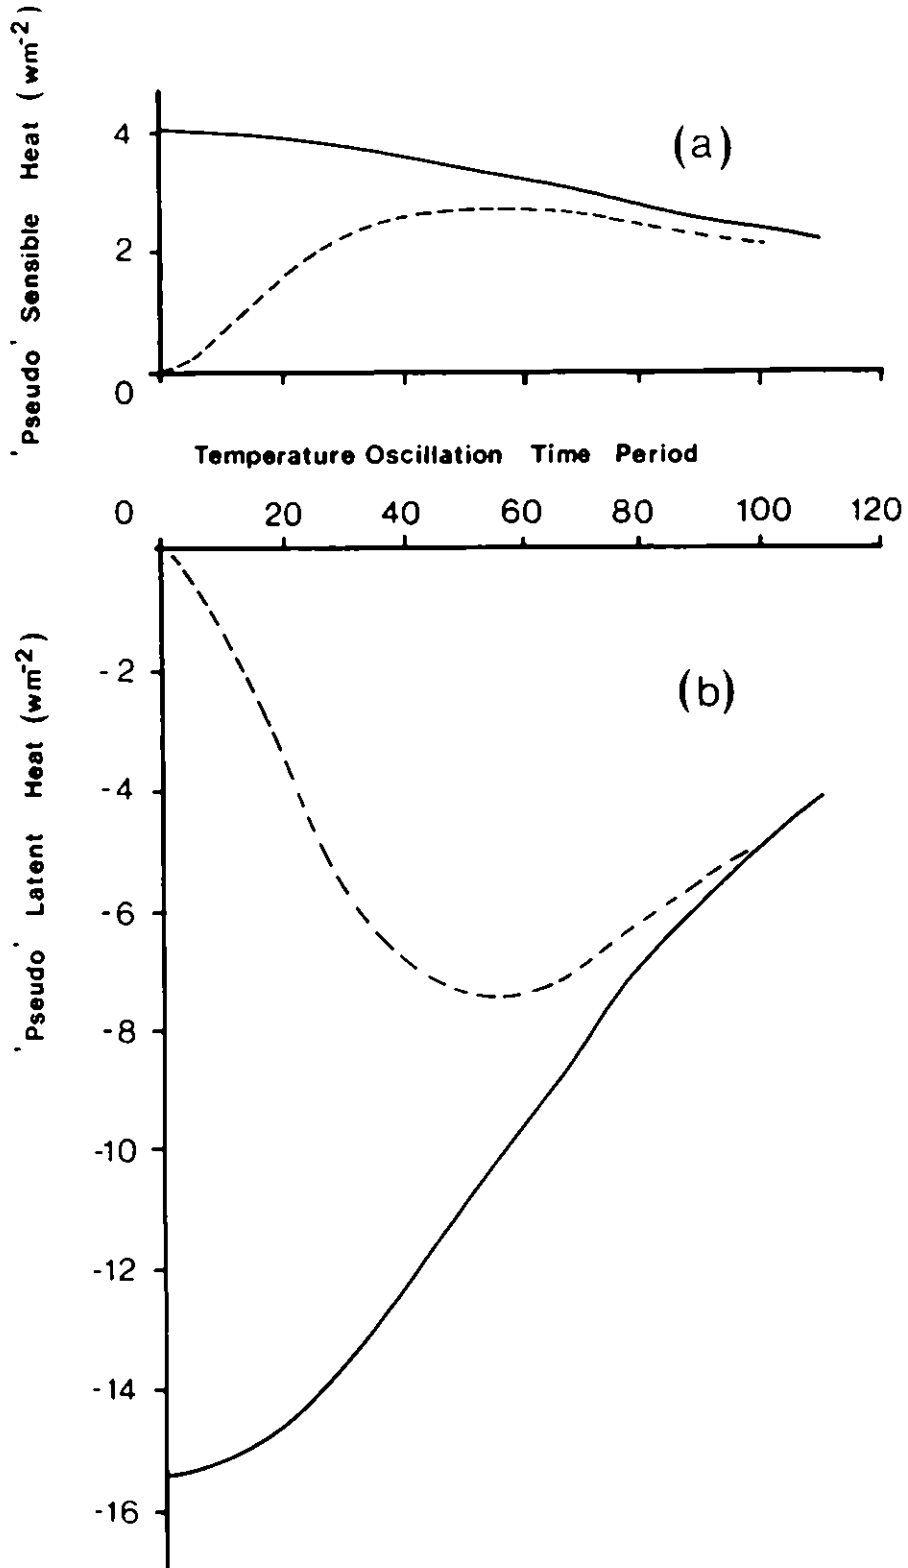 'Pseudo' Sensible Heat (wm-2)
4
2
0
(a)
Temperature Oscillation Time Period
0 20 40 60 80 100 120
'Pseudo' Latent Heat (wm-2)
-2
-4
-6
-8
-10
-12
-14
-16
(b)